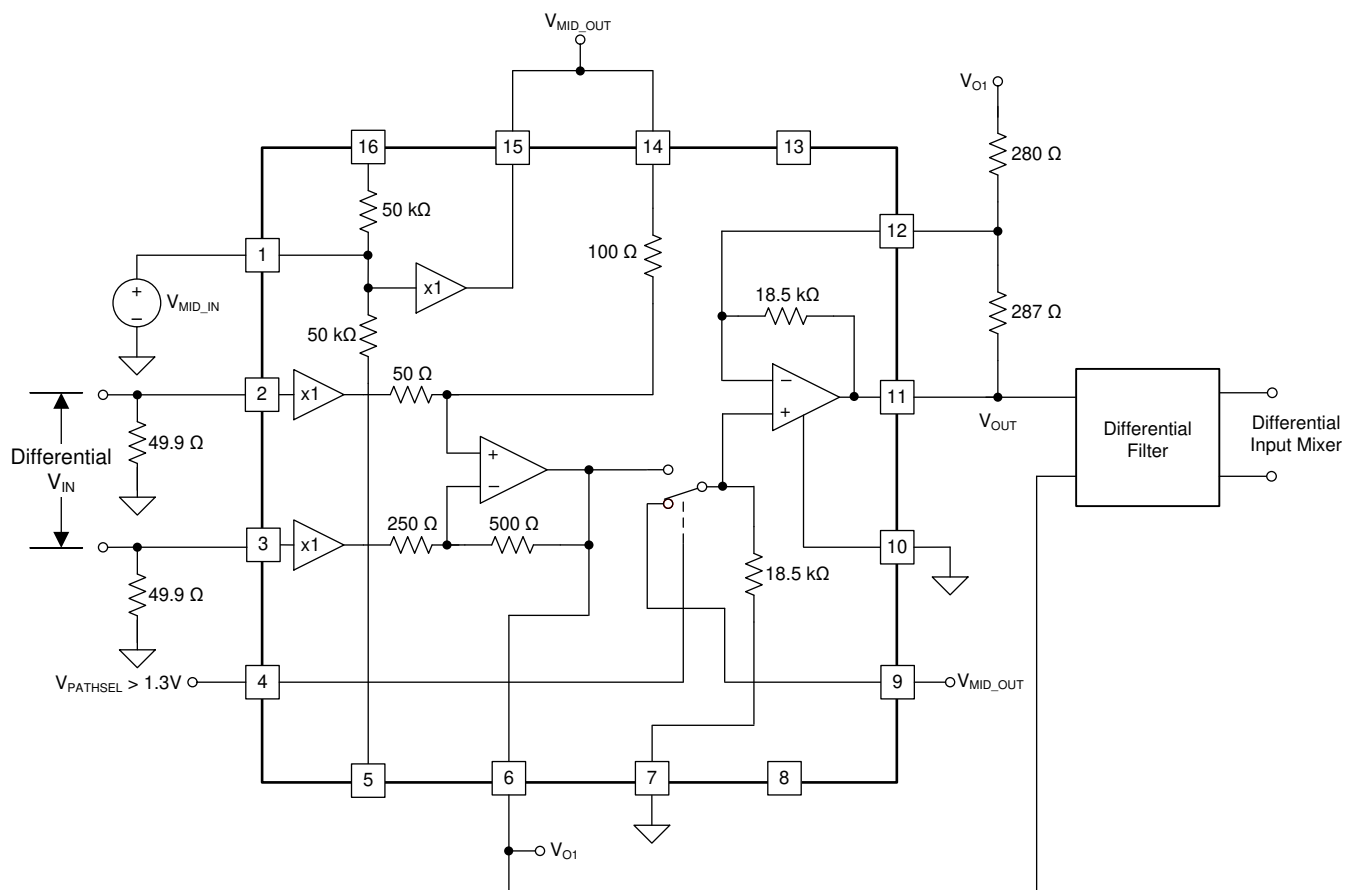 V_MID_OUT
V_O1
16
15
14
13
280 Ω
50 kΩ
12
1
100 Ω
x1
V_MID_IN
+
−
18.5 kΩ
287 Ω
50 kΩ
2
x1
50 Ω
−
+
11
V_OUT
Differential
Filter
Differential
Input Mixer
Differential
V_IN
49.9 Ω
+
−
3
x1
250 Ω
500 Ω
10
18.5 kΩ
49.9 Ω
V_PATHSEL > 1.3V
4
9
V_MID_OUT
5
6
7
8
V_O1